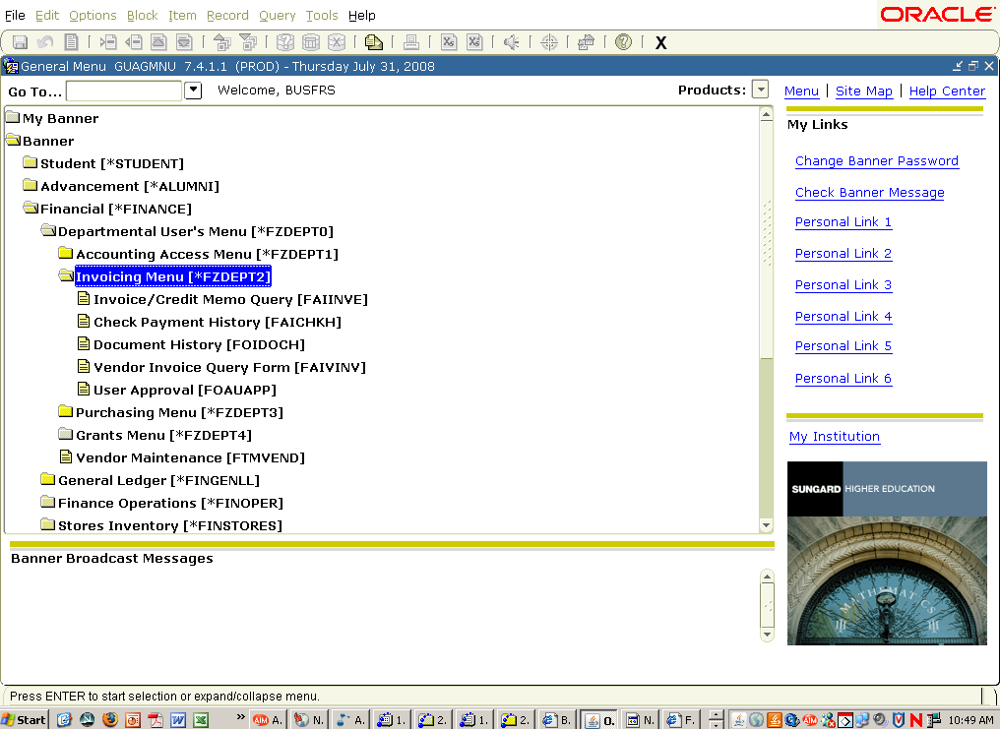 File Edit Options Block Item Record Query Tools Help
ORACLE
X
General Menu GUAGMNU 7.4.1.1 (PROD) - Thursday July 31, 2008
Go To... Welcome, BUSFRS Products: Menu | Site Map | Help Center
My Banner
Banner
Student [*STUDENT]
Advancement [*ALUMNI]
Financial [*FINANCE]
Departmental User's Menu [*FZDEPT0]
Accounting Access Menu [*FZDEPT1]
Invoicing Menu [*FZDEPT2]
Invoice/Credit Memo Query [FAIINVE]
Check Payment History [FAICHKH]
Document History [FOIDOCH]
Vendor Invoice Query Form [FAIVINV]
User Approval [FOAUAPP]
Purchasing Menu [*FZDEPT3]
Grants Menu [*FZDEPT4]
Vendor Maintenance [FTMVEND]
General Ledger [*FINGENLL]
Finance Operations [*FINOPER]
Stores Inventory [*FINSTORES]
My Links
Change Banner Password
Check Banner Message
Personal Link 1
Personal Link 2
Personal Link 3
Personal Link 4
Personal Link 5
Personal Link 6
My Institution
SUNGARD HIGHER EDUCATION
MATHEMATICS
Banner Broadcast Messages
Press ENTER to start selection or expand/collapse menu.
Start » A. N. A. 1. 2. 1. 2. B. O. N. F. 10:49 AM